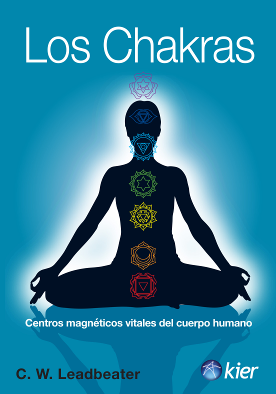 Los Chakras
Centros magnéticos vitales del cuerpo humano
C. W. Leadbeater
kier